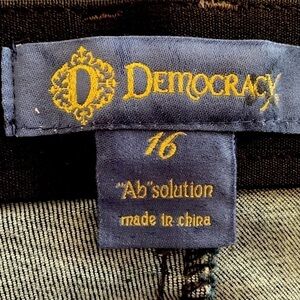 D DEMOCRACY
16
"Ab"solution
made in china